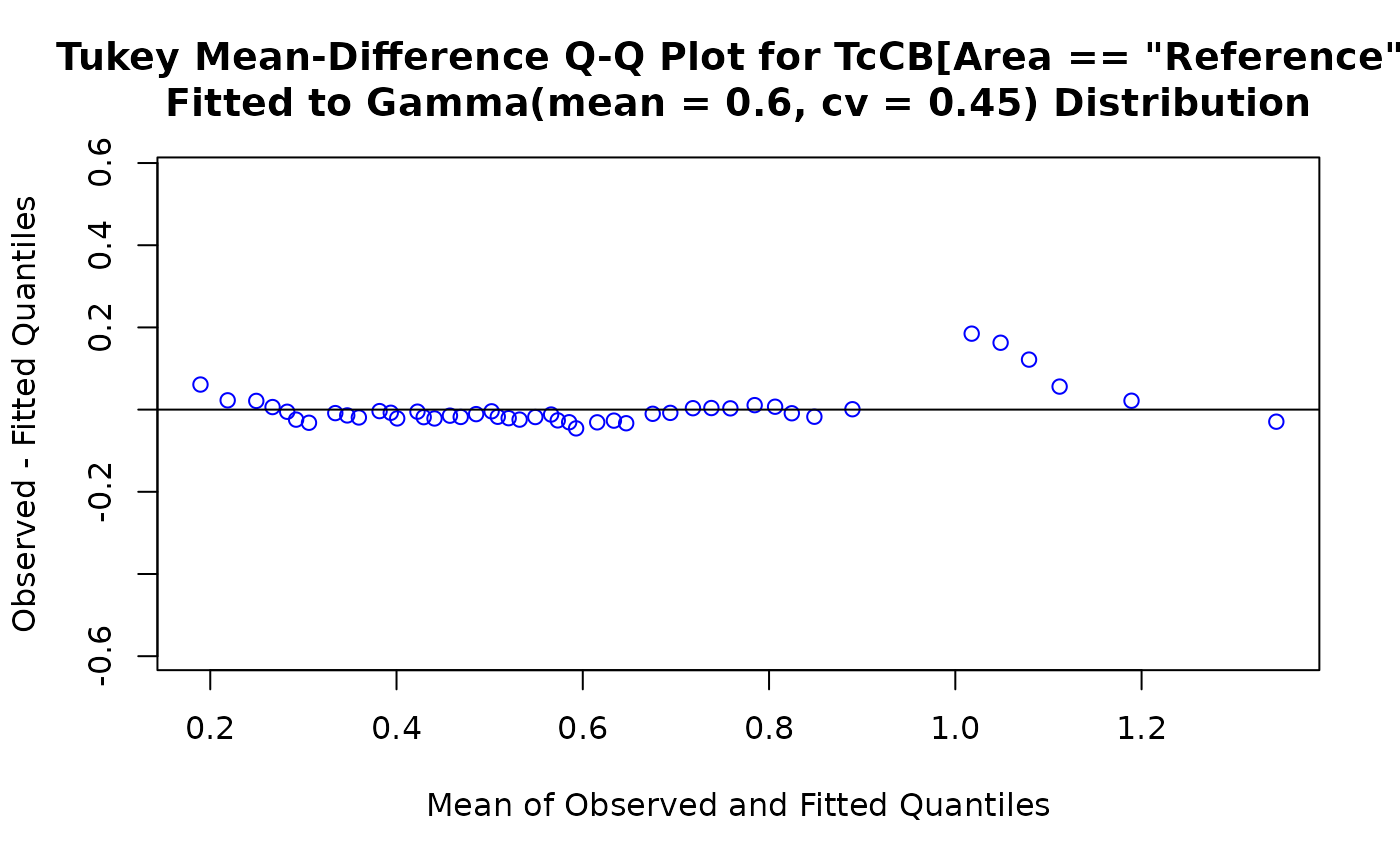 Tukey Mean-Difference Q-Q Plot for TcCB[Area == "Reference"
Fitted to Gamma(mean = 0.6, cv = 0.45) Distribution
Observed - Fitted Quantiles
0.6
0.4
0.2
-0.2
-0.6
0.2 0.4 0.6 0.8 1.0 1.2
Mean of Observed and Fitted Quantiles